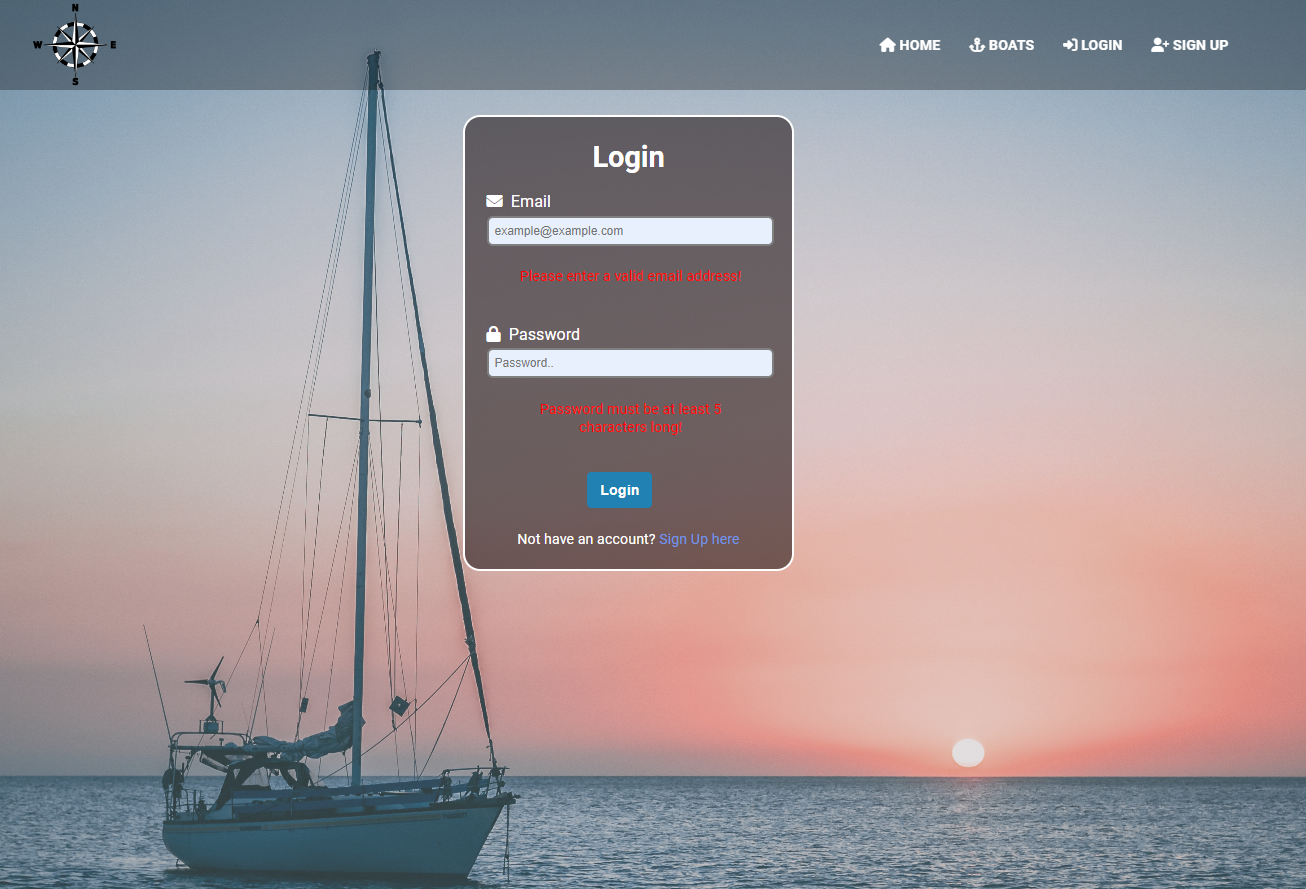 N
W E
S
HOME BOATS LOGIN SIGN UP
Login
Email
example@example.com
Please enter a valid email address!
Password
Password..
Password must be at least 5
characters long!
Login
Not have an account? Sign Up here